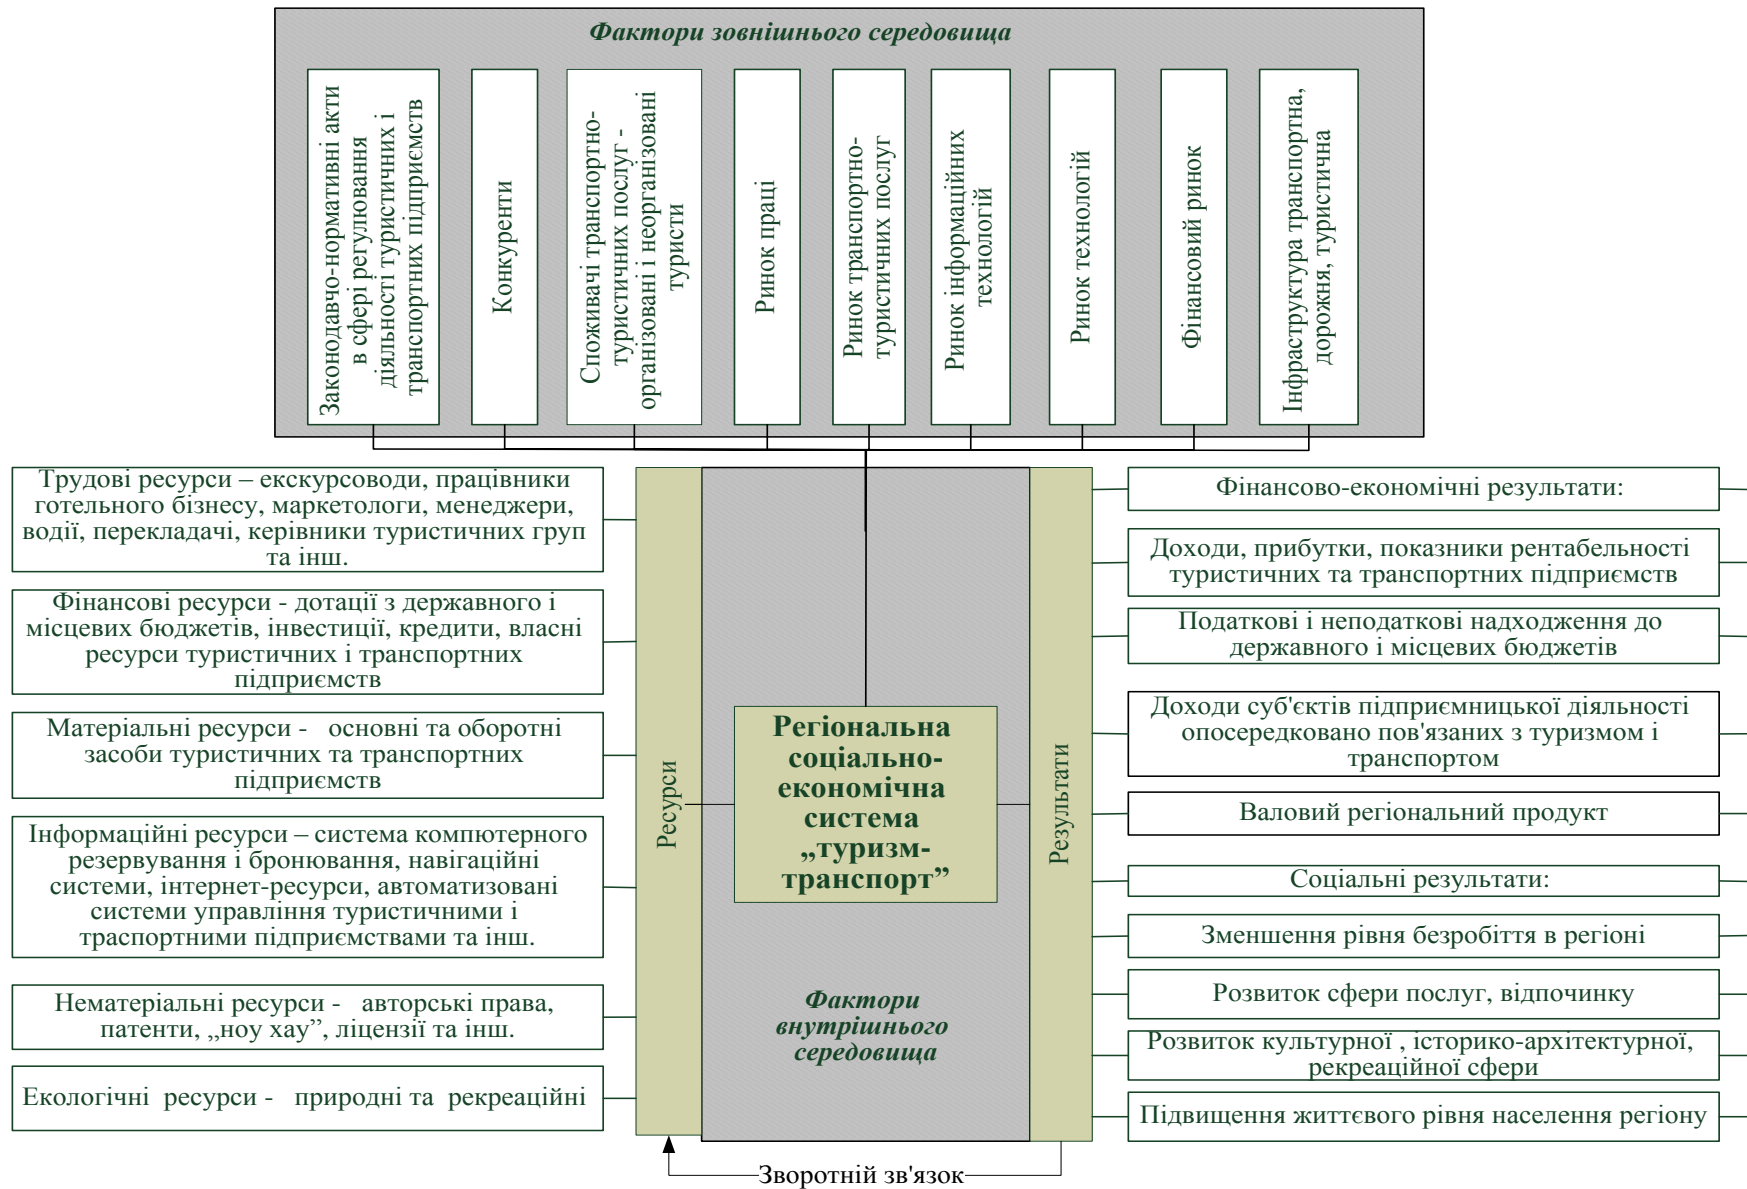 Фактори зовнішнього середовища
Законодавчо-нормативні акти
в сфері регулювання
діяльності туристичних і
транспортних підприємств
Конкуренти
Споживачі транспортно-
туристичних послуг -
організовані і неорганізовані
туристи
Ринок праці
Ринок транспортно-
туристичних послуг
Ринок інформаційних
технологій
Ринок технологій
Фінансовий ринок
Інфраструктура транспортна,
дорожня, туристична
Трудові ресурси – екскурсоводи, працівники
готельного бізнесу, маркетологи, менеджери,
водії, перекладачі, керівники туристичних груп
та інш.
Фінансові ресурси - дотації з державного і
місцевих бюджетів, інвестиції, кредити, власні
ресурси туристичних і транспортних
підприємств
Матеріальні ресурси - основні та оборотні
засоби туристичних та транспортних
підприємств
Інформаційні ресурси – система компютерного
резервування і бронювання, навігаційні
системи, інтернет-ресурси, автоматизовані
системи управління туристичними і
траспортними підприємствами та інш.
Нематеріальні ресурси - авторські права,
патенти, „ноу хау”, ліцензії та інш.
Екологічні ресурси - природні та рекреаційні
Ресурси
Регіональна
соціально-
економічна
система
„туризм-
транспорт”
Фактори
внутрішнього
середовища
Результати
Фінансово-економічні результати:
Доходи, прибутки, показники рентабельності
туристичних та транспортних підприємств
Податкові і неподаткові надходження до
державного і місцевих бюджетів
Доходи суб'єктів підприємницької діяльності
опосередковано пов'язаних з туризмом і
транспортом
Валовий регіональний продукт
Соціальні результати:
Зменшення рівня безробіття в регіоні
Розвиток сфери послуг, відпочинку
Розвиток культурної , історико-архітектурної,
рекреаційної сфери
Підвищення життєвого рівня населення регіону
Зворотній зв'язок